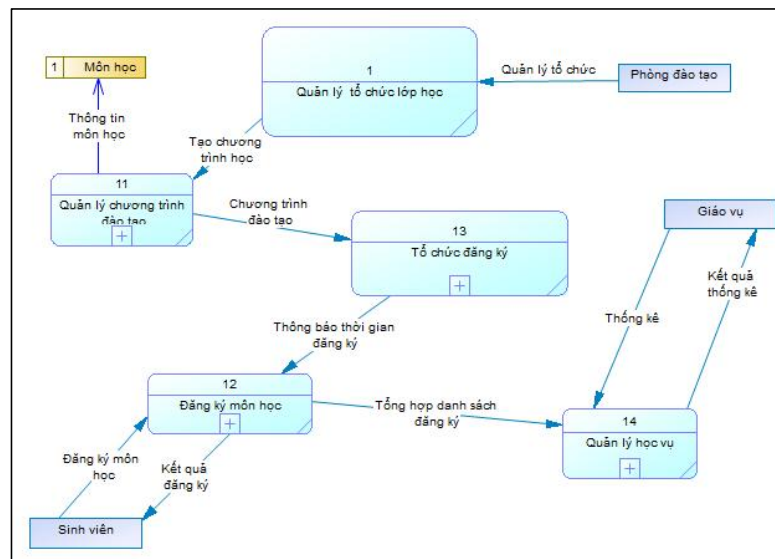 1 Môn học
1
Quản lý tổ chức lớp học
Quản lý tổ chức
Phòng đào tạo
Thông tin
môn học
Tạo chương
trình học
11
Quản lý chương trình
đào tạo
Chương trình
đào tạo
13
Tổ chức đăng ký
Giáo vụ
Kết quả
thống kê
Thống kê
Thông báo thời gian
đăng ký
12
Đăng ký môn học
Tổng hợp danh sách
đăng ký
14
Quản lý học vụ
Đăng ký môn
học
Kết quả
đăng ký
Sinh viên